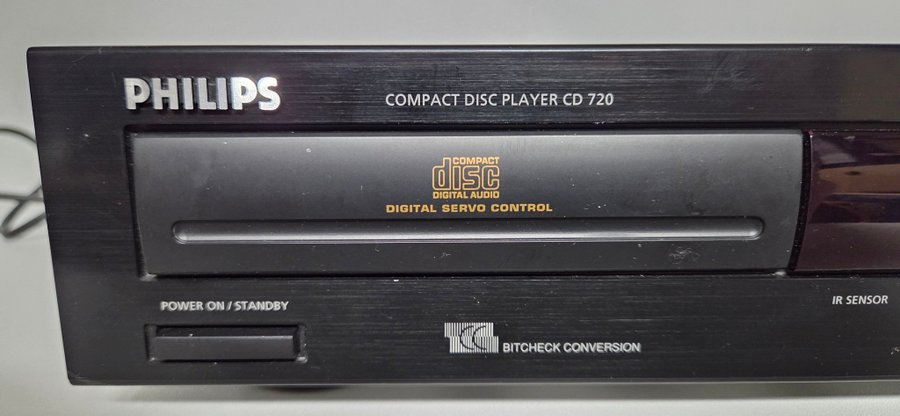 PHILIPS
COMPACT DISC PLAYER CD 720
COMPACT
disc
DIGITAL AUDIO
DIGITAL SERVO CONTROL
POWER ON / STANDBY
IR SENSOR
BITCHECK CONVERSION